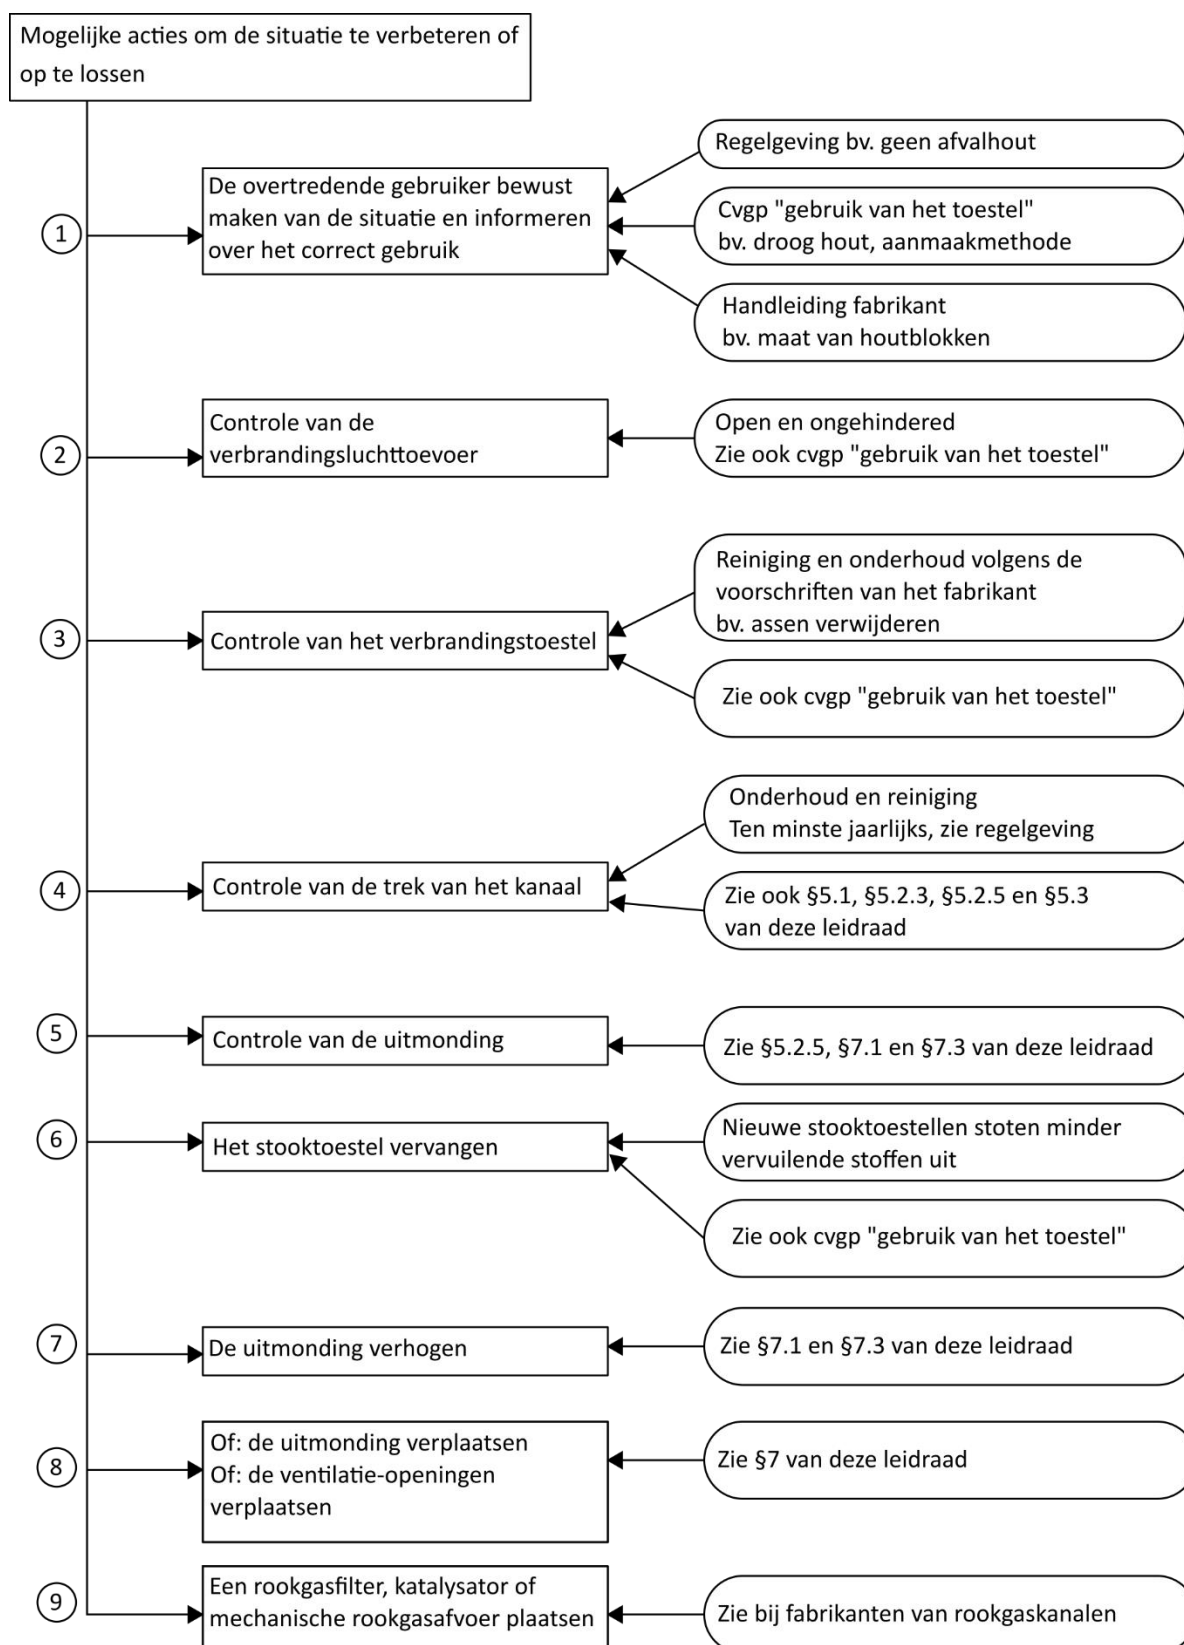 Mogelijke acties om de situatie te verbeteren of
op te lossen
1
De overtredende gebruiker bewust
maken van de situatie en informeren
over het correct gebruik
Regelgeving bv. geen afvalhout
Cvgp "gebruik van het toestel"
bv. droog hout, aanmaakmethode
Handleiding fabrikant
bv. maat van houtblokken
2
Controle van de
verbrandingsluchttoevoer
Open en ongehindered
Zie ook cvgp "gebruik van het toestel"
3
Controle van het verbrandingstoestel
Reiniging en onderhoud volgens de
voorschriften van het fabrikant
bv. assen verwijderen
Zie ook cvgp "gebruik van het toestel"
4
Controle van de trek van het kanaal
Onderhoud en reiniging
Ten minste jaarlijks, zie regelgeving
Zie ook §5.1, §5.2.3, §5.2.5 en §5.3
van deze leidraad
5
Controle van de uitmonding
Zie §5.2.5, §7.1 en §7.3 van deze leidraad
6
Het stooktoestel vervangen
Nieuwe stooktoestellen stoten minder
vervuilende stoffen uit
Zie ook cvgp "gebruik van het toestel"
7
De uitmonding verhogen
Zie §7.1 en §7.3 van deze leidraad
8
Of: de uitmonding verplaatsen
Of: de ventilatie-openingen
verplaatsen
Zie §7 van deze leidraad
9
Een rookgasfilter, katalysator of
mechanische rookgasafvoer plaatsen
Zie bij fabrikanten van rookgaskanalen